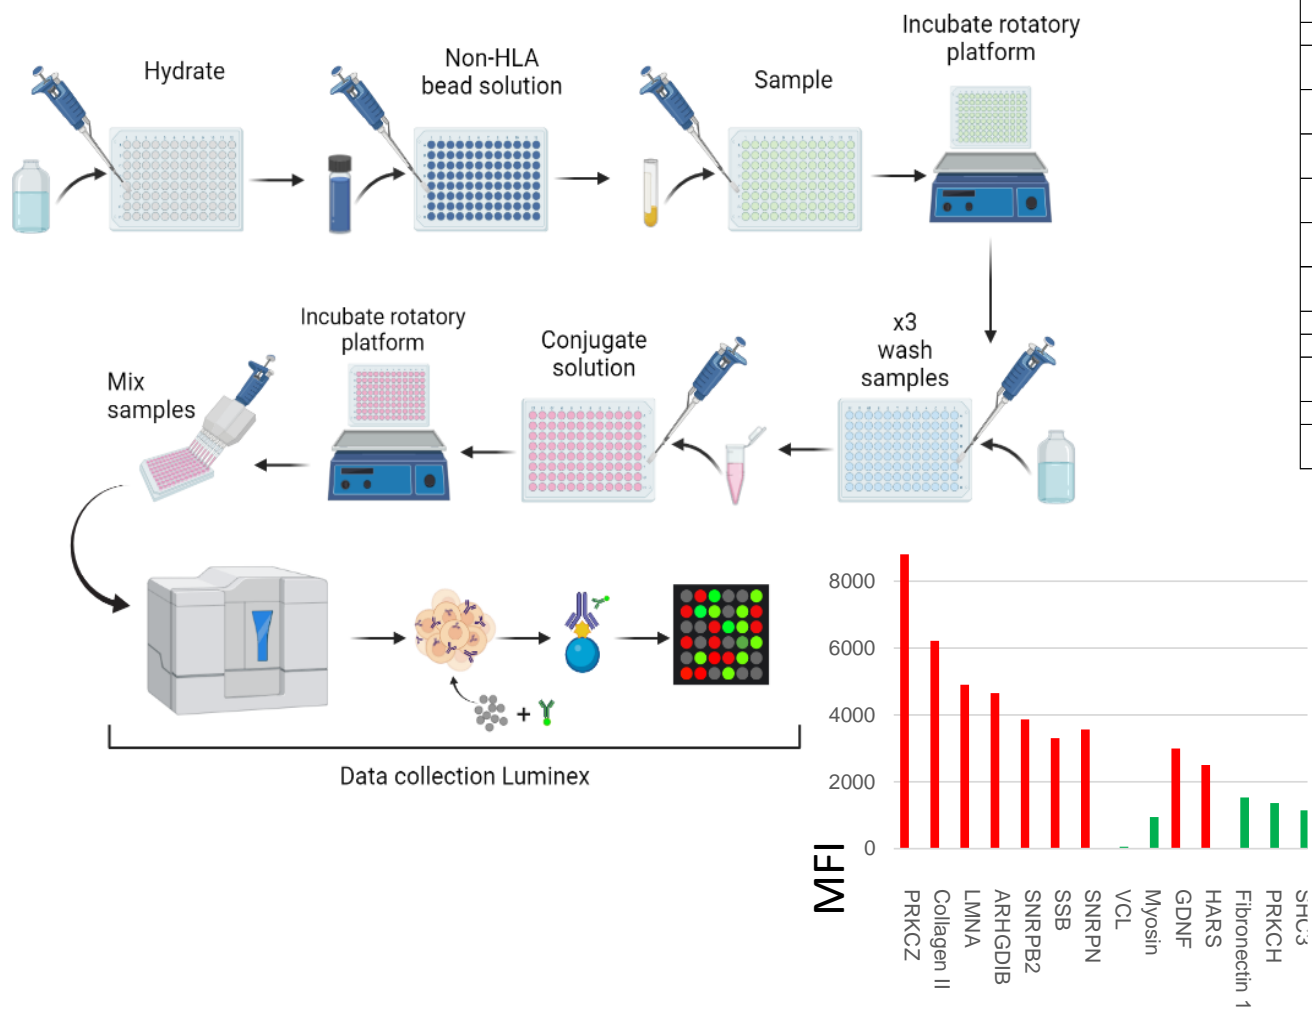 Hydrate
Non-HLA
bead solution
Sample
Incubate rotatory
platform
Mix
samples
Incubate rotatory
platform
Conjugate
solution
x3
wash
samples
Data collection Luminex
8000
6000
4000
2000
0
MFI
PRKCZ
Collagen II
LMNA
ARHGDIB
SNRPB2
SSB
SNRPN
VCL
Myosin
GDNF
HARS
Fibronectin 1
PRKCH
SHC3